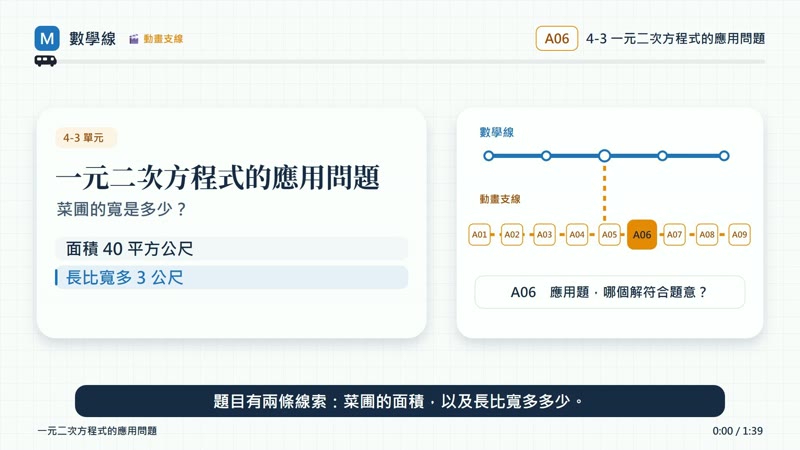 M 數學線 動畫支線
A06 4-3 一元二次方程式的應用問題
4-3 單元
一元二次方程式的應用問題
菜圃的寬是多少？
面積 40 平方公尺
長比寬多 3 公尺
數學線
動畫支線
A01 A02 A03 A04 A05 A06 A07 A08 A09
A06 應用題，哪個解符合題意？
題目有兩條線索：菜圃的面積，以及長比寬多多少。
一元二次方程式的應用問題
0:00 / 1:39